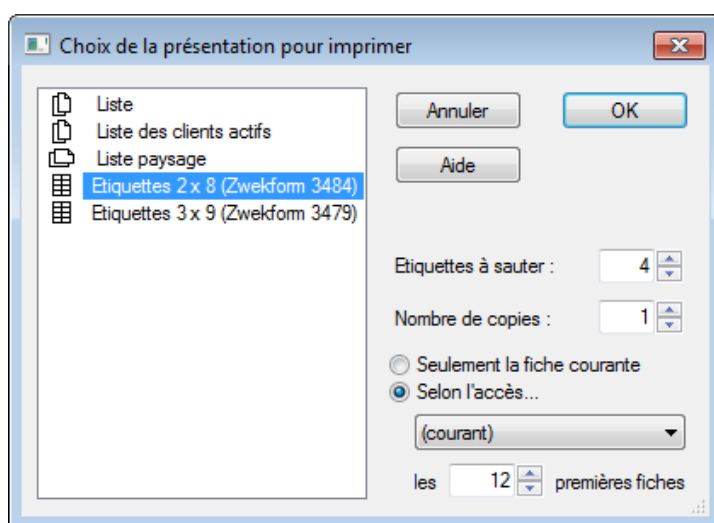 Choix de la présentation pour imprimer
Liste
Liste des clients actifs
Liste paysage
Etiquettes 2 x 8 (Zwekform 3484)
Etiquettes 3 x 9 (Zwekform 3479)
Annuler
OK
Aide
Etiquettes à sauter : 4
Nombre de copies : 1
Seulement la fiche courante
Selon l'accès...
(courant)
les 12 premières fiches